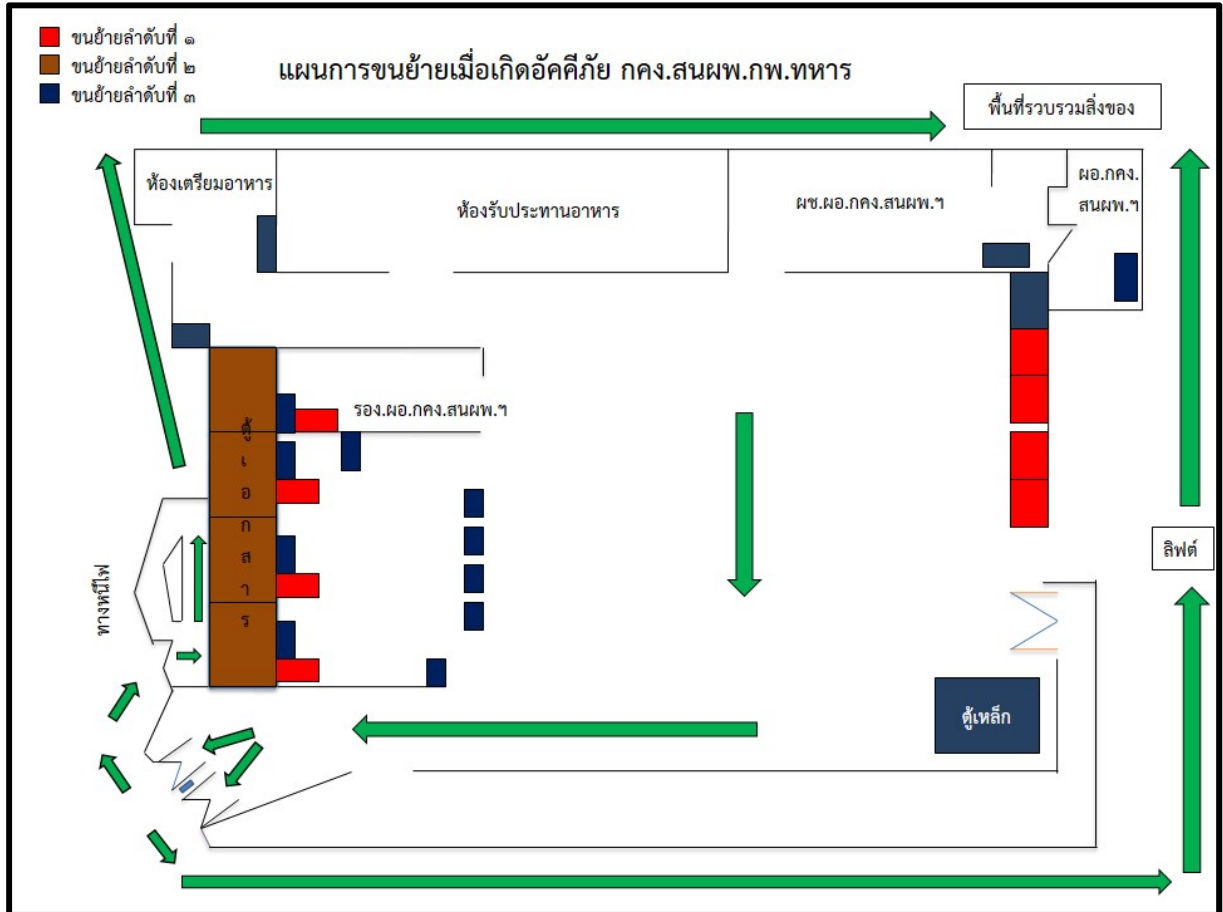 ขนย้ายลำดับที่ ๑
ขนย้ายลำดับที่ ๒
ขนย้ายลำดับที่ ๓
แผนการขนย้ายเมื่อเกิดอัคคีภัย กคง.สนผพ.กพ.ทหาร
พื้นที่รวบรวมสิ่งของ
ห้องเตรียมอาหาร
ห้องรับประทานอาหาร
ผช.ผอ.กคง.สนผพ.ฯ
ผอ.กคง.
สนผพ.ฯ
รอง.ผอ.กคง.สนผพ.ฯ
ตู้เอกสาร
ทางหนีไฟ
ลิฟต์
ตู้เหล็ก